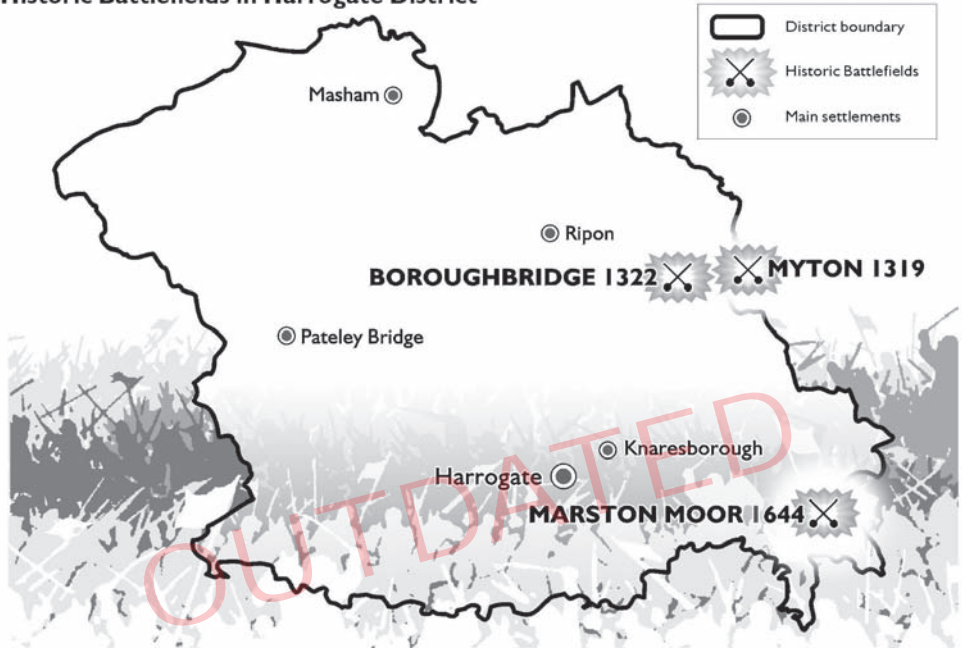 Historic Battlefields in Harrogate District
District boundary
Historic Battlefields
Main settlements
Masham
Ripon
BOROUGHBRIDGE 1322
MYTON 1319
Pateley Bridge
Knaresborough
Harrogate
MARSTON MOOR 1644
OUTDATED